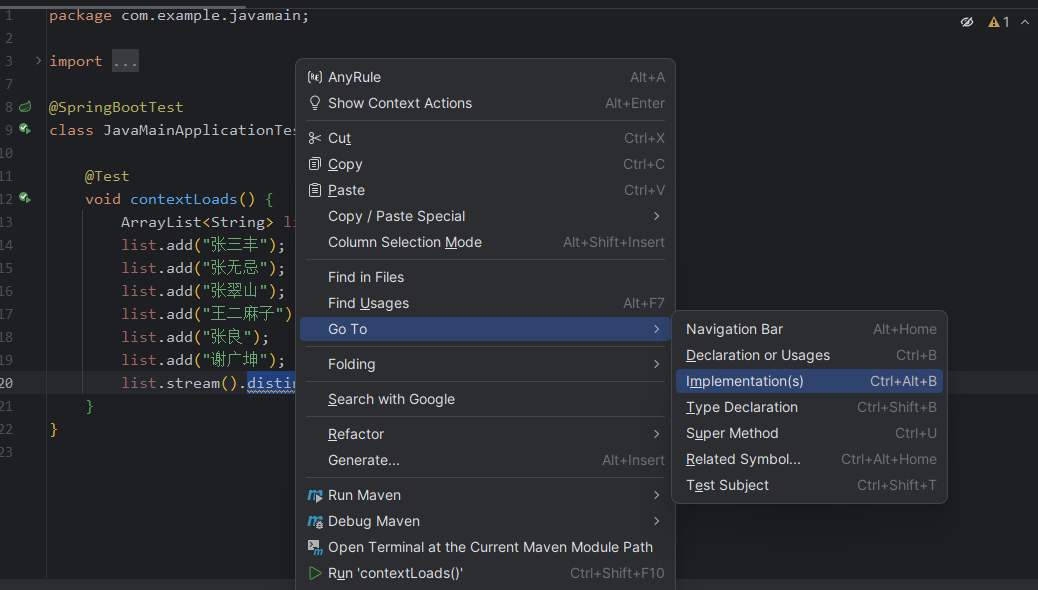 1 package com.example.javamain;
1
2
3 import ...
7
8 @SpringBootTest
9 class JavaMainApplicationTes
10
11 @Test
12 void contextLoads() {
13 ArrayList<String> li
14 list.add("张三丰");
15 list.add("张无忌");
16 list.add("张翠山");
17 list.add("王二麻子")
18 list.add("张良");
19 list.add("谢广坤");
20 list.stream().distin
21 }
22 }
23
AnyRule Alt+A
Show Context Actions Alt+Enter
Cut Ctrl+X
Copy Ctrl+C
Paste Ctrl+V
Copy / Paste Special
Column Selection Mode Alt+Shift+Insert
Find in Files
Find Usages Alt+F7
Go To
Folding
Search with Google
Refactor
Generate... Alt+Insert
Run Maven
Debug Maven
Open Terminal at the Current Maven Module Path
Run 'contextLoads()' Ctrl+Shift+F10
Navigation Bar Alt+Home
Declaration or Usages Ctrl+B
Implementation(s) Ctrl+Alt+B
Type Declaration Ctrl+Shift+B
Super Method Ctrl+U
Related Symbol... Ctrl+Alt+Home
Test Subject Ctrl+Shift+T